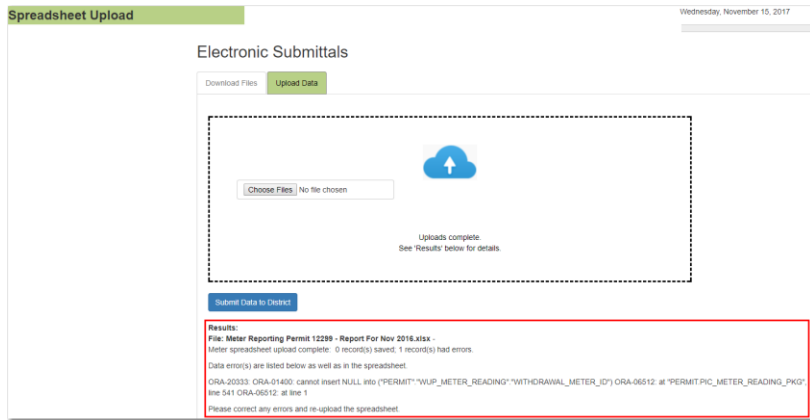 Spreadsheet Upload
Wednesday, November 15, 2017
Electronic Submittals
Download Files
Upload Data
Choose Files No file chosen
Uploads complete.
See 'Results' below for details.
Submit Data to District
Results:
File: Meter Reporting Permit 12299 - Report For Nov 2016.xlsx -
Meter spreadsheet upload complete: 0 record(s) saved; 1 record(s) had errors.
Data error(s) are listed below as well as in the spreadsheet.
ORA-20333: ORA-01400: cannot insert NULL into ("PERMIT"."WUP_METER_READING"."WITHDRAWAL_METER_ID") ORA-06512: at "PERMIT.PIC_METER_READING_PKG",
line 541 ORA-06512: at line 1
Please correct any errors and re-upload the spreadsheet.